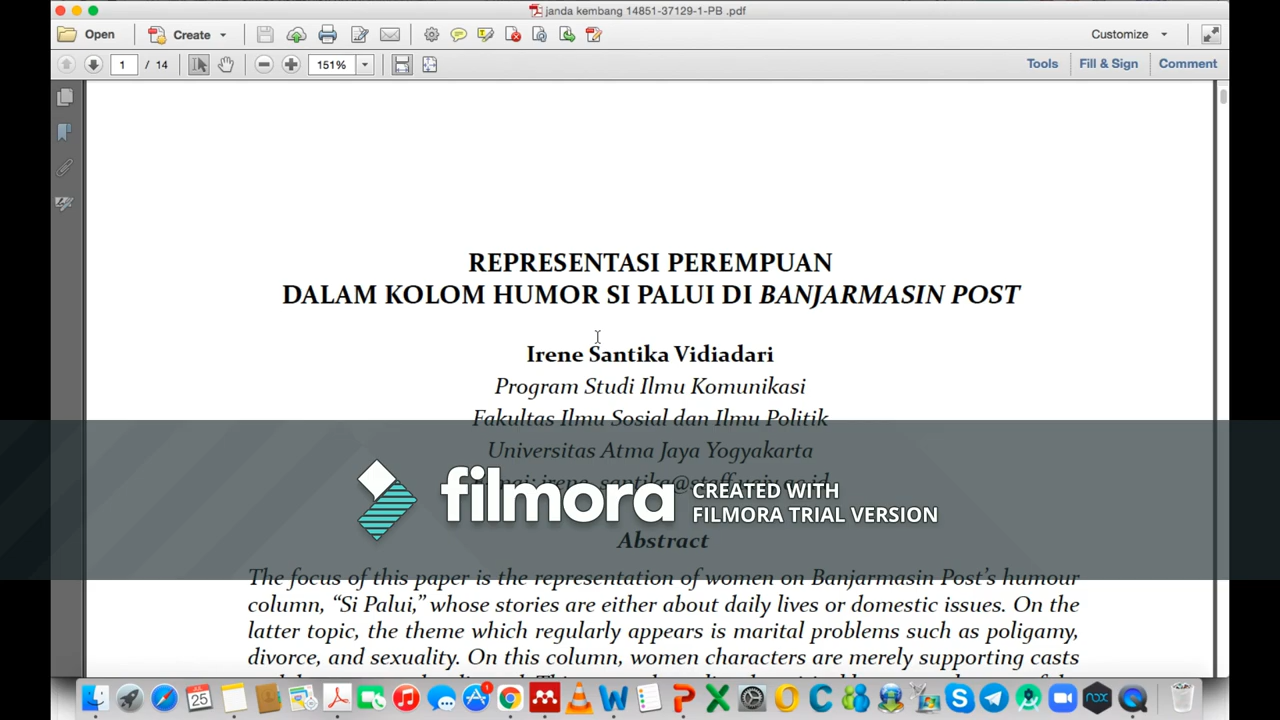 janda kembang 14851-37129-1-PB .pdf
Open Create Customize
1 / 14 151% Tools Fill & Sign Comment
REPRESENTASI PEREMPUAN
DALAM KOLOM HUMOR SI PALUI DI BANJARMASIN POST
Irene Santika Vidiadari
Program Studi Ilmu Komunikasi
Fakultas Ilmu Sosial dan Ilmu Politik
Universitas Atma Jaya Yogyakarta
filmora CREATED WITH
FILMORA TRIAL VERSION
Abstract
The focus of this paper is the representation of women on Banjarmasin Post's humour
column, “Si Palui,” whose stories are either about daily lives or domestic issues. On the
latter topic, the theme which regularly appears is marital problems such as poligamy,
divorce, and sexuality. On this column, women characters are merely supporting casts
JUL 25 1 nox